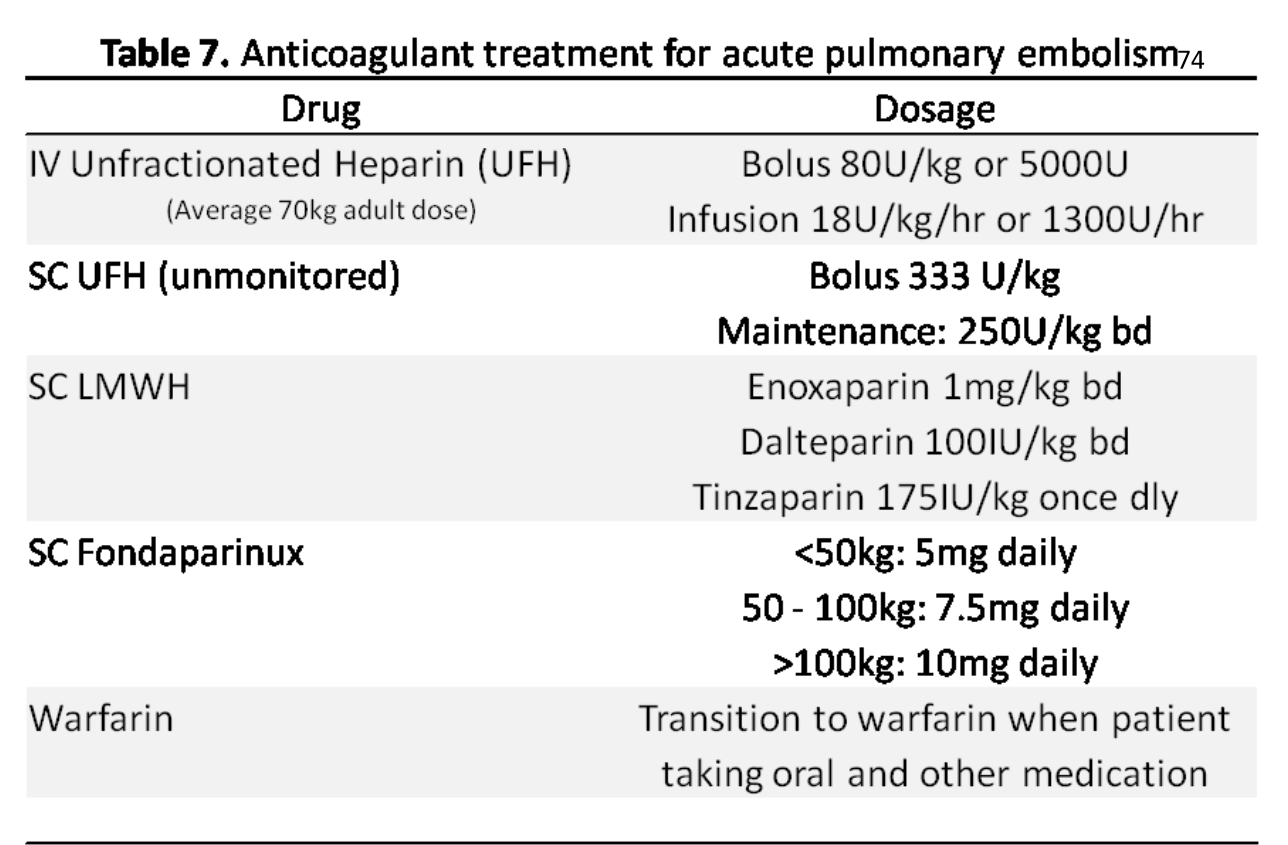 Table 7. Anticoagulant treatment for acute pulmonary embolism74
Drug Dosage
IV Unfractionated Heparin (UFH) Bolus 80U/kg or 5000U
(Average 70kg adult dose) Infusion 18U/kg/hr or 1300U/hr
SC UFH (unmonitored) Bolus 333 U/kg
Maintenance: 250U/kg bd
SC LMWH Enoxaparin 1mg/kg bd
Dalteparin 100IU/kg bd
Tinzaparin 175IU/kg once dly
SC Fondaparinux <50kg: 5mg daily
50 - 100kg: 7.5mg daily
>100kg: 10mg daily
Warfarin Transition to warfarin when patient
taking oral and other medication